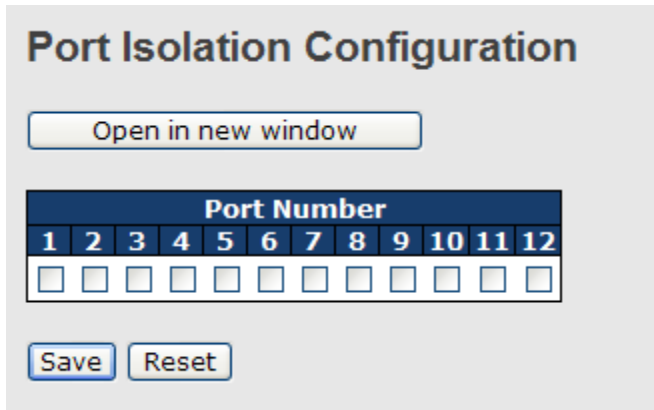 Port Isolation Configuration
Open in new window
Port Number
1 2 3 4 5 6 7 8 9 10 11 12
Save Reset